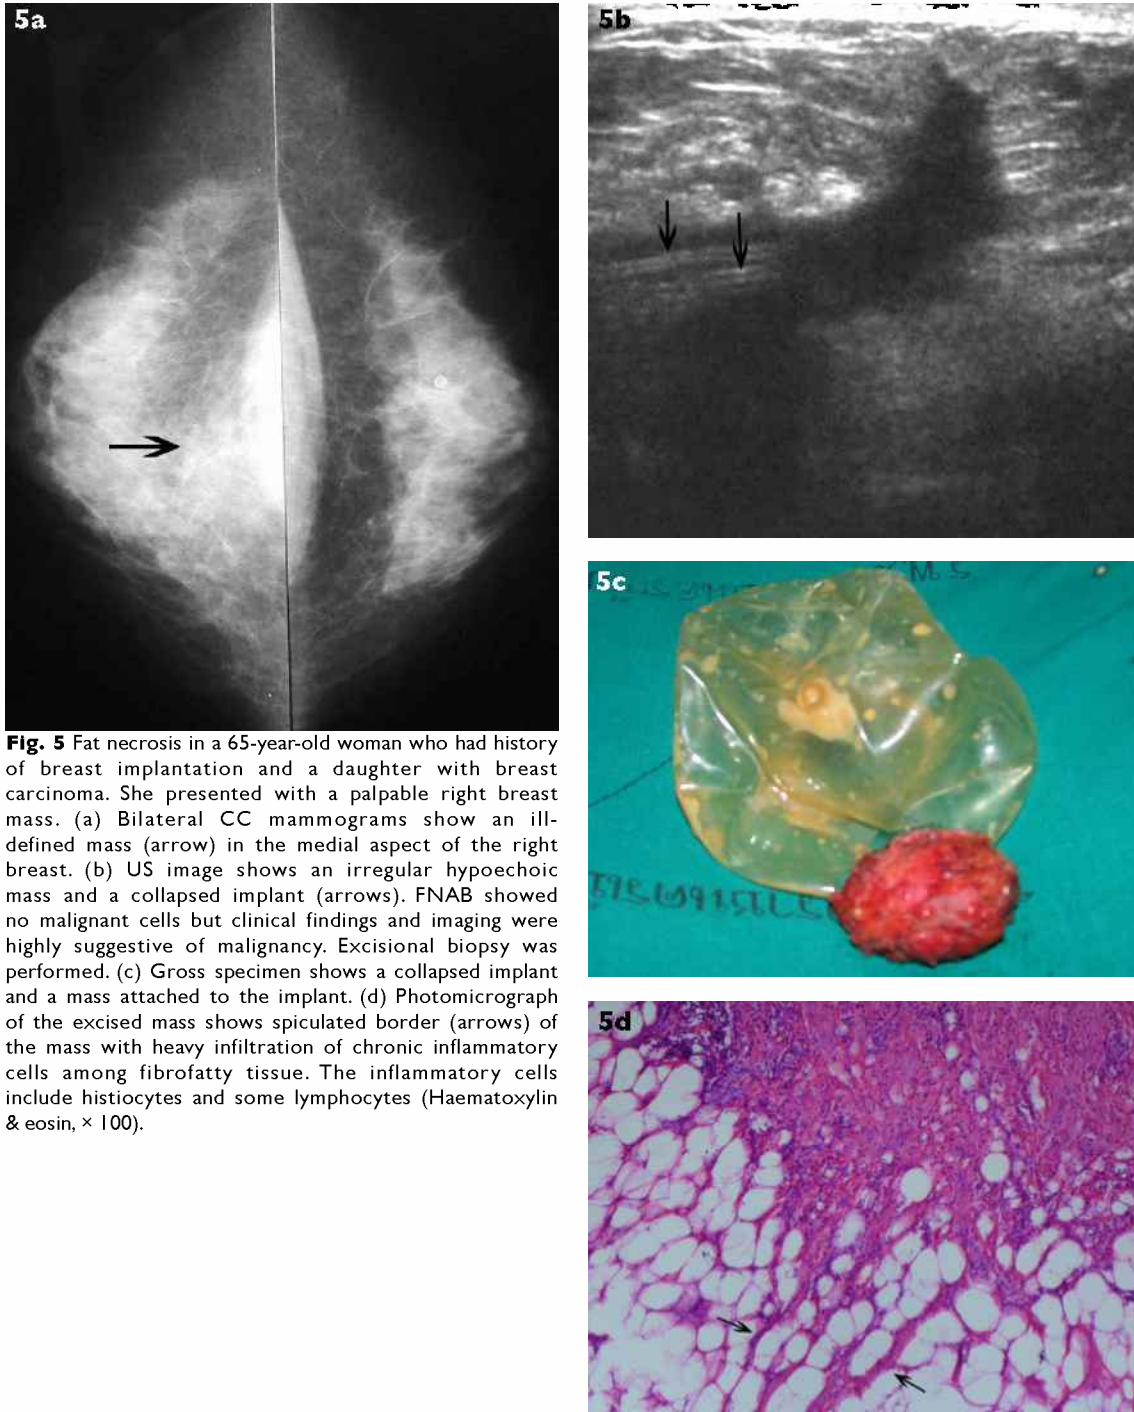 5a
5b
5c
5d
Fig. 5 Fat necrosis in a 65-year-old woman who had history
of breast implantation and a daughter with breast
carcinoma. She presented with a palpable right breast
mass. (a) Bilateral CC mammograms show an ill-
defined mass (arrow) in the medial aspect of the right
breast. (b) US image shows an irregular hypoechoic
mass and a collapsed implant (arrows). FNAB showed
no malignant cells but clinical findings and imaging were
highly suggestive of malignancy. Excisional biopsy was
performed. (c) Gross specimen shows a collapsed implant
and a mass attached to the implant. (d) Photomicrograph
of the excised mass shows spiculated border (arrows) of
the mass with heavy infiltration of chronic inflammatory
cells among fibrofatty tissue. The inflammatory cells
include histiocytes and some lymphocytes (Haematoxylin
& eosin, × 100).